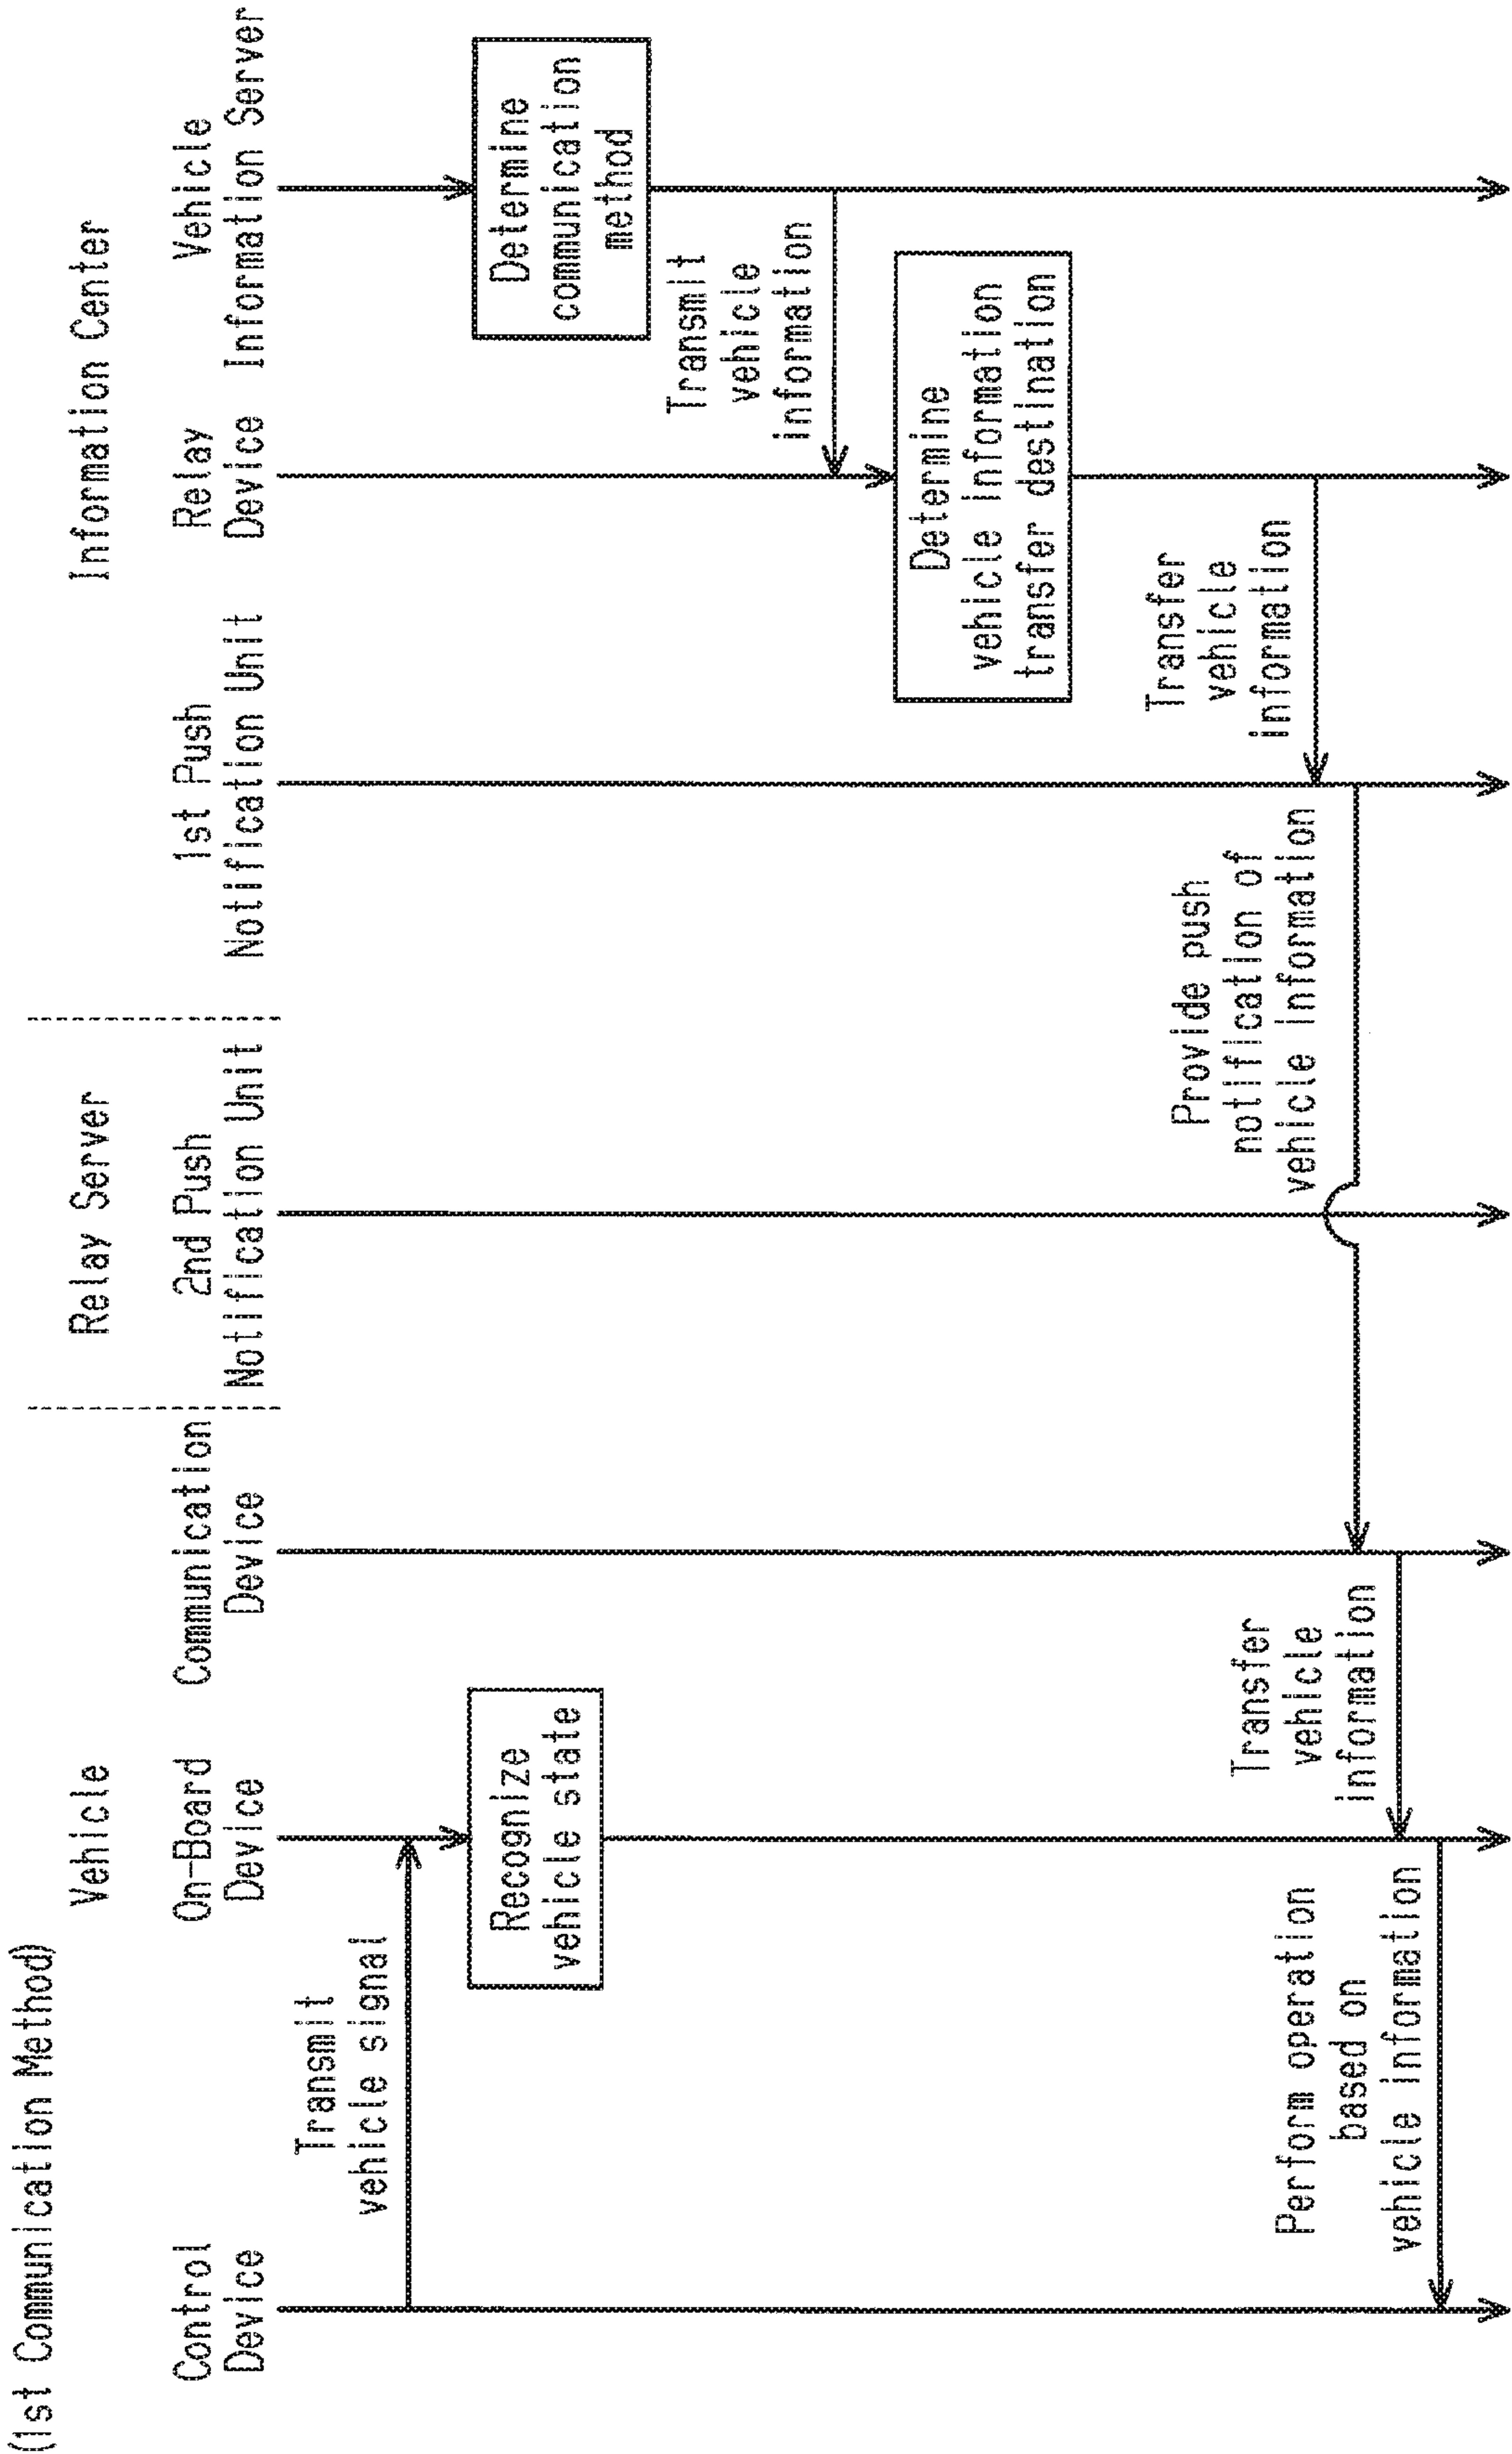 (1st Communication Method)
Vehicle
Relay Server
Information Center
Control
Device
On-Board
Device
Communication
Device
2nd Push
Notification Unit
1st Push
Notification Unit
Relay
Device
Vehicle
Information Server
Transmit
vehicle signal
Recognize
vehicle state
Determine
communication
method
Transmit
vehicle
information
Determine
vehicle information
transfer destination
Transfer
vehicle
information
Provide push
notification of
vehicle information
Transfer
vehicle
information
Perform operation
based on
vehicle information